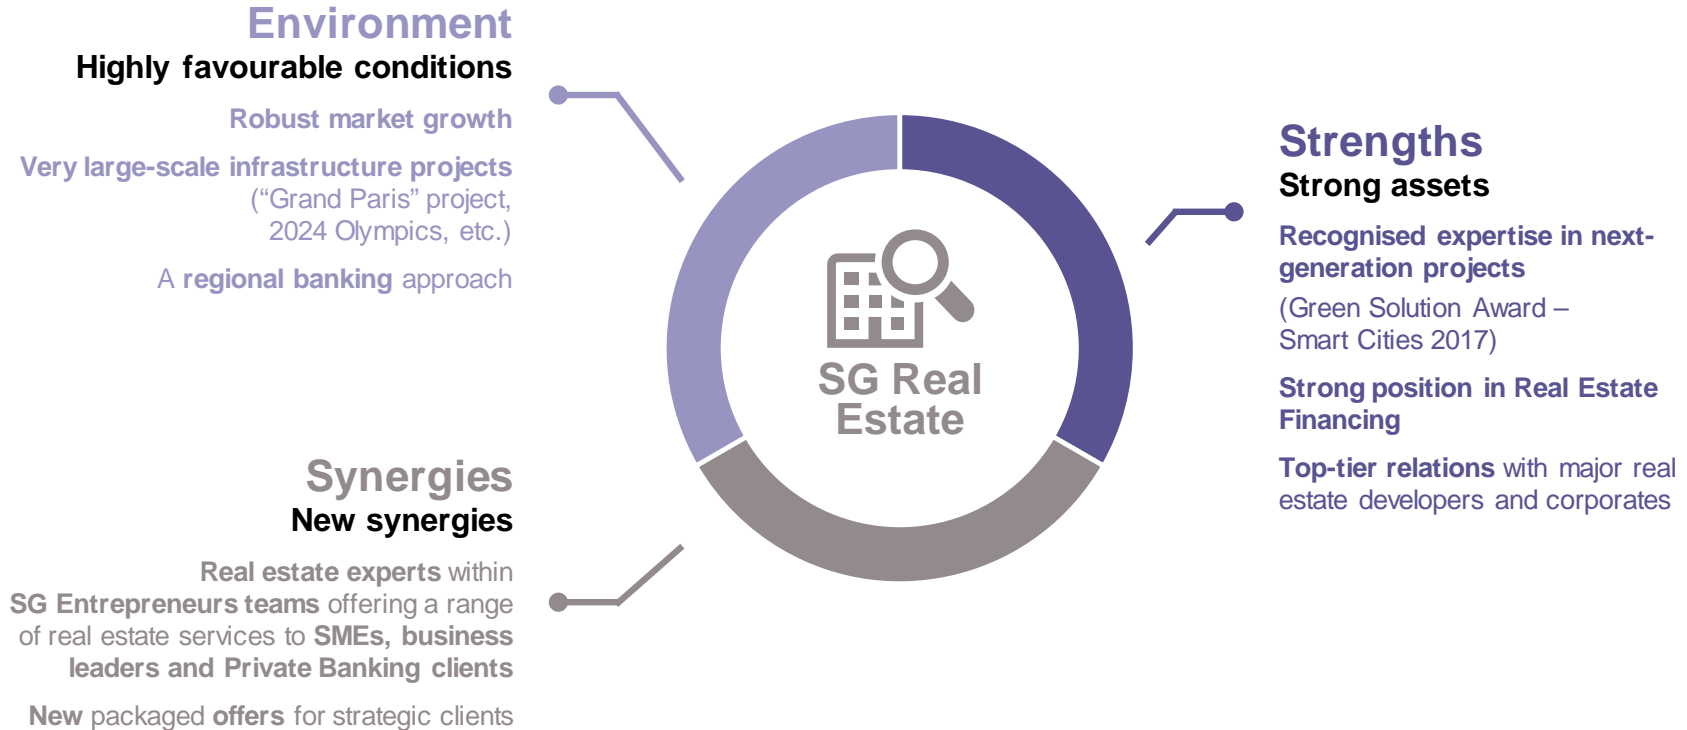 Environment
Highly favourable conditions
Robust market growth
Very large-scale infrastructure projects
(“Grand Paris” project,
2024 Olympics, etc.)
A regional banking approach
Synergies
New synergies
Real estate experts within
SG Entrepreneurs teams offering a range
of real estate services to SMEs, business
leaders and Private Banking clients
New packaged offers for strategic clients
SG Real
Estate
Strengths
Strong assets
Recognised expertise in next-
generation projects
(Green Solution Award –
Smart Cities 2017)
Strong position in Real Estate
Financing
Top-tier relations with major real
estate developers and corporates